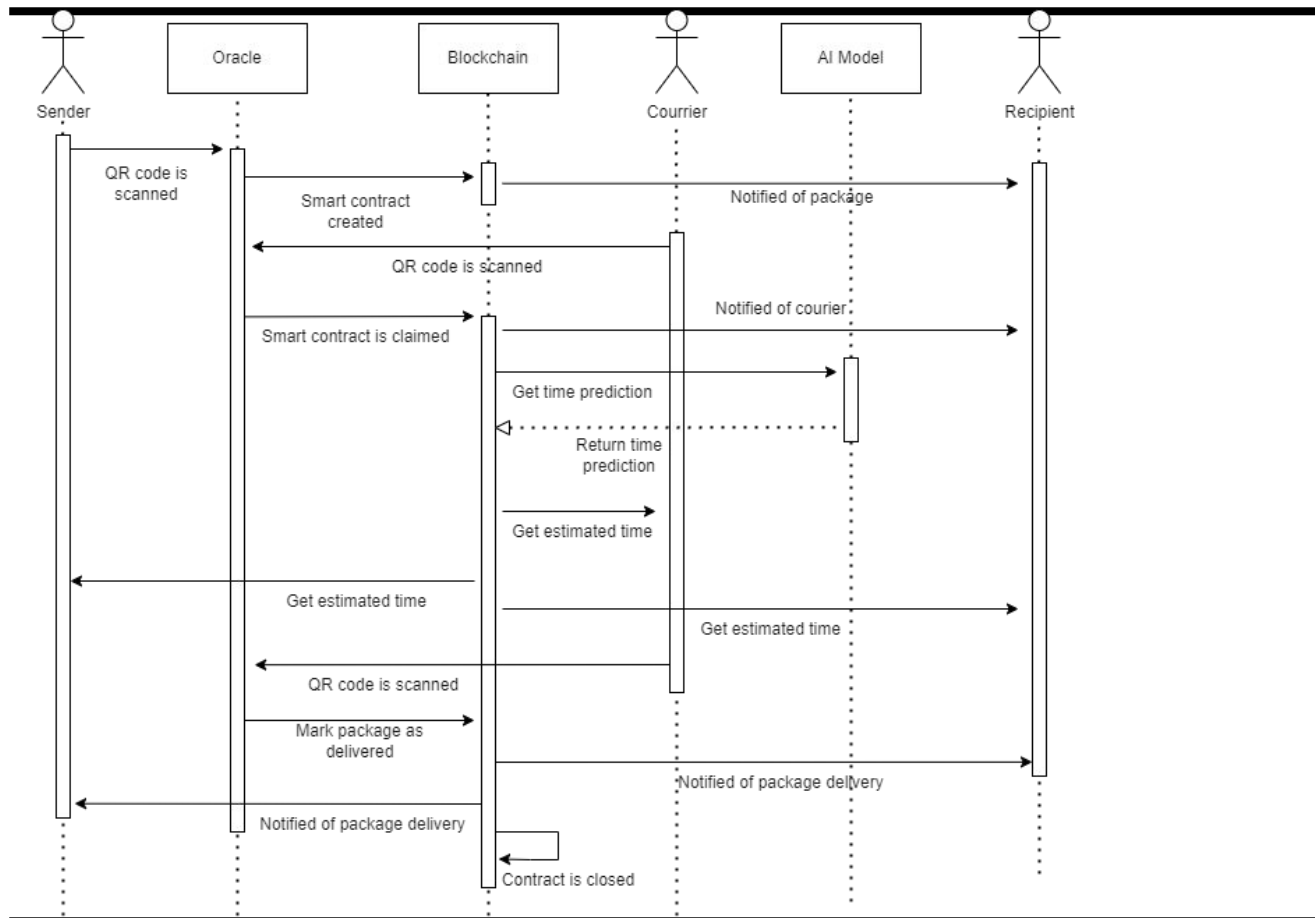 Oracle
Blockchain
AI Model
Sender
Courrier
Recipient
QR code is
scanned
Smart contract
created
Notified of package
QR code is scanned
Notified of courier
Smart contract is claimed
Get time prediction
Return time
prediction
Get estimated time
Get estimated time
Get estimated time
QR code is scanned
Mark package as
delivered
Notified of package delivery
Notified of package delivery
Contract is closed